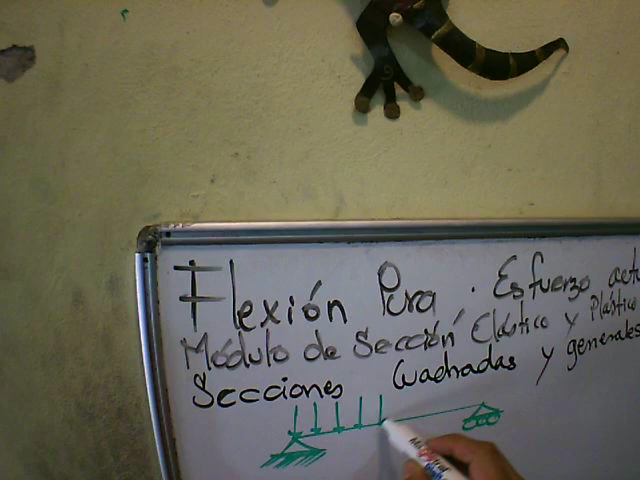 Flexión Pura . Esfuerzo
Módulo de Sección Elástico y Plástico
Secciones Cuadradas y generales